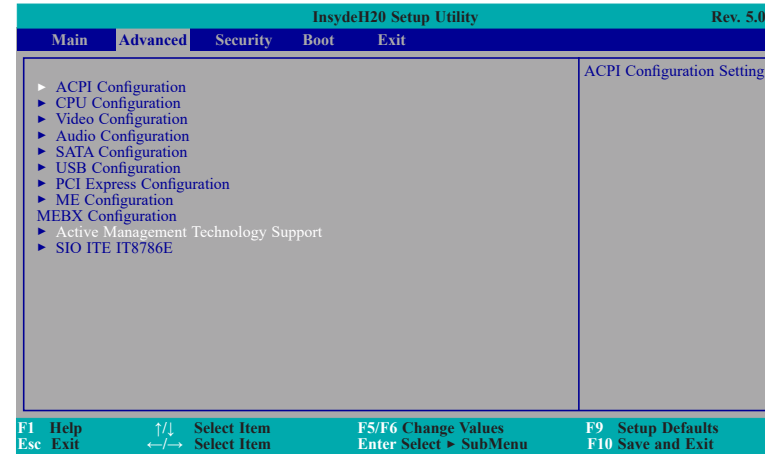 InsydeH20 Setup Utility Rev. 5.0
Main Advanced Security Boot Exit
ACPI Configuration Setting
► ACPI Configuration
► CPU Configuration
► Video Configuration
► Audio Configuration
► SATA Configuration
► USB Configuration
► PCI Express Configuration
► ME Configuration
MEBX Configuration
► Active Management Technology Support
► SIO ITE IT8786E
F1 Help ↑/↓ Select Item F5/F6 Change Values F9 Setup Defaults
Esc Exit ←/→ Select Item Enter Select ► SubMenu F10 Save and Exit